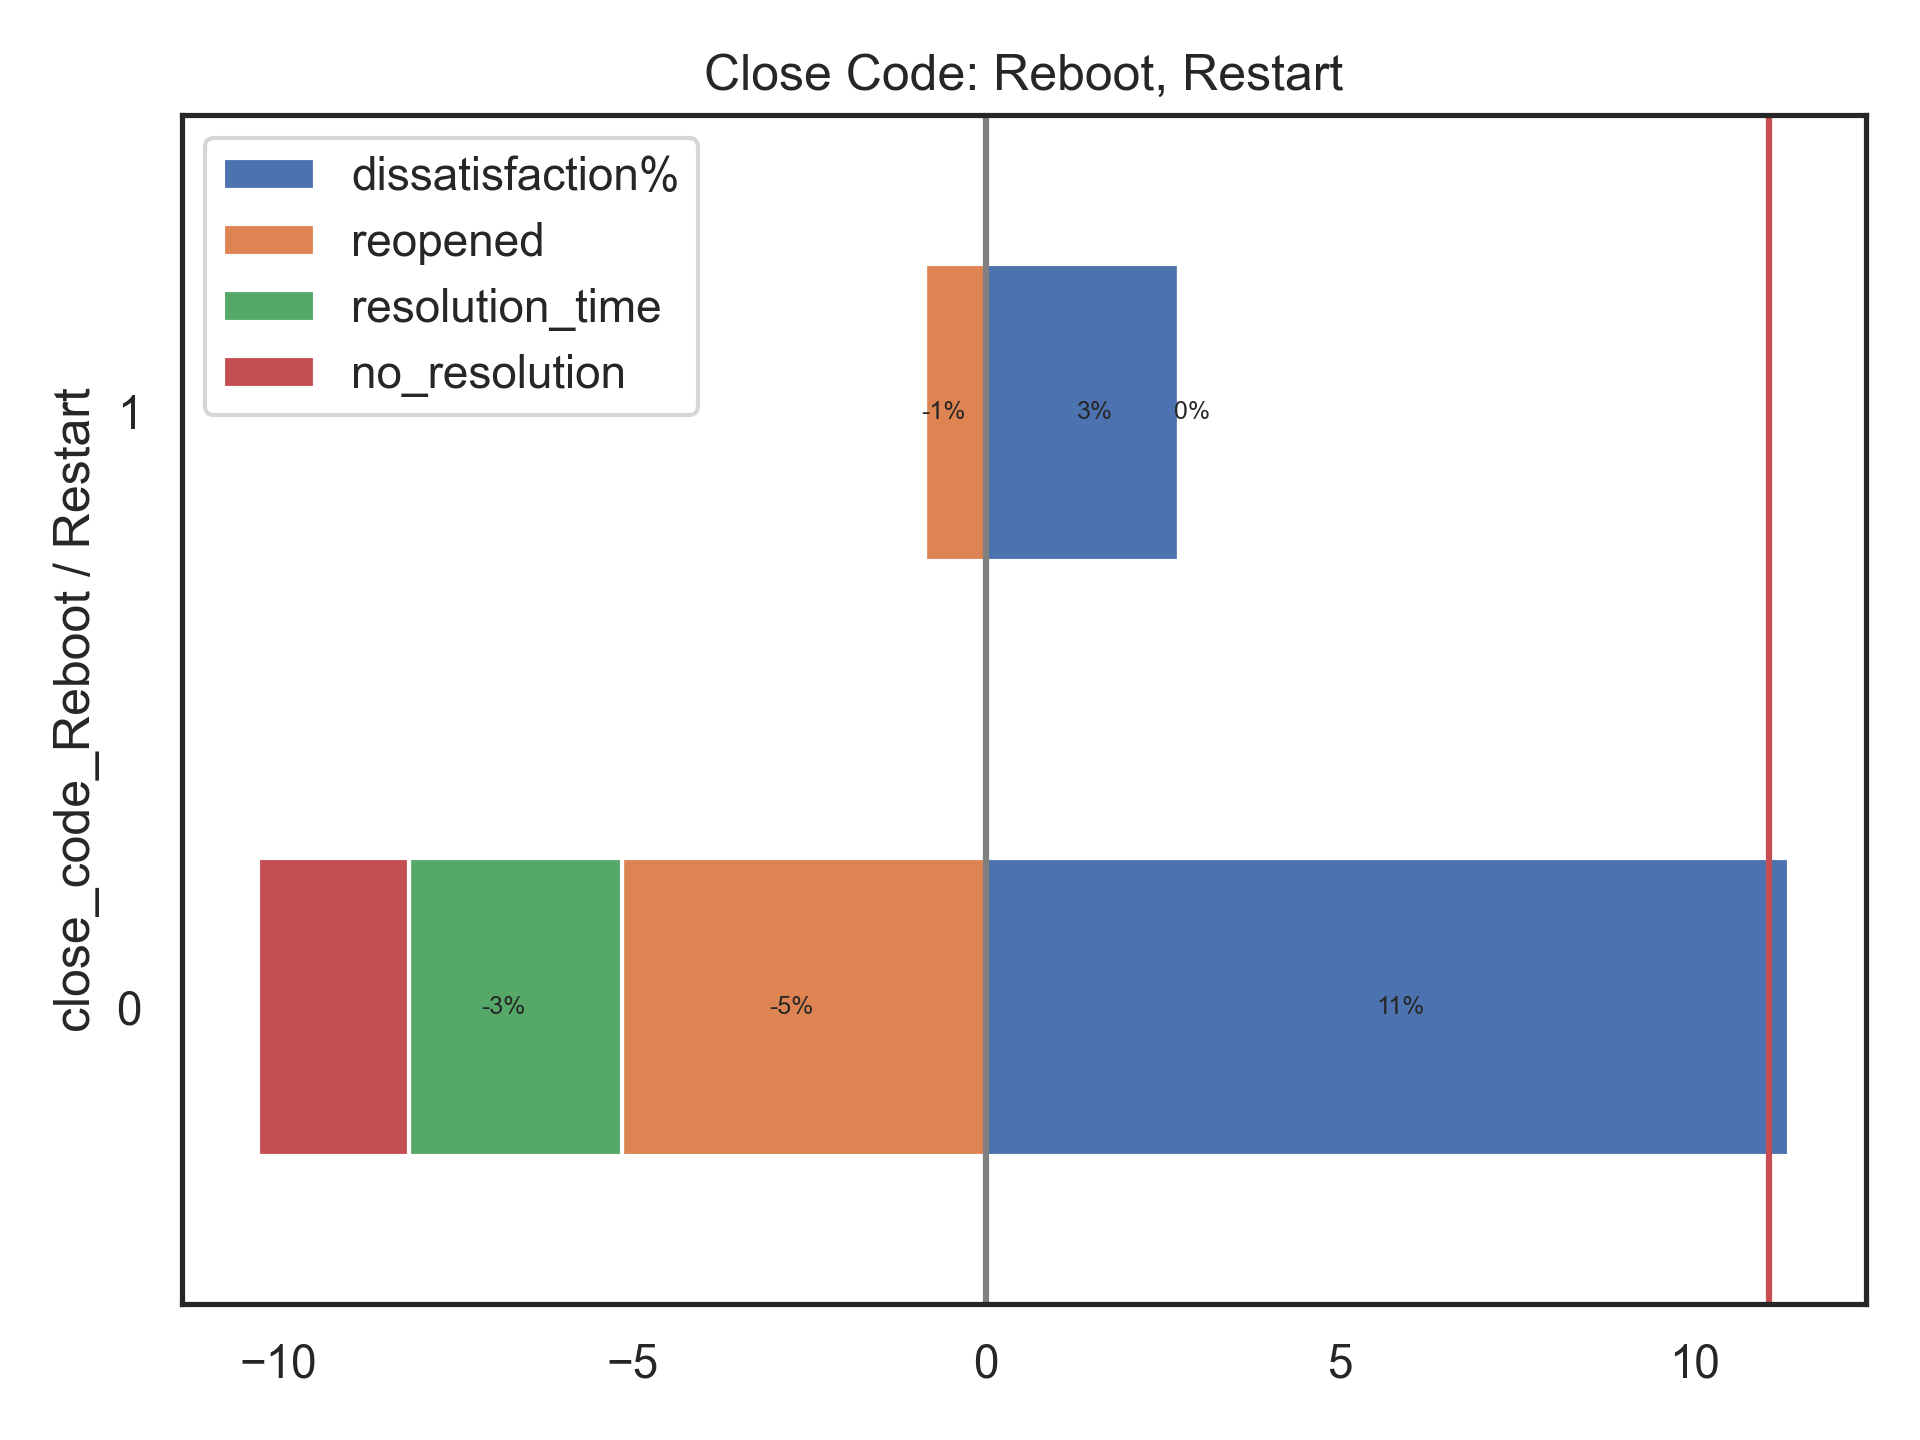 Close Code: Reboot, Restart
dissatisfaction%
reopened
resolution_time
no_resolution
close_code_Reboot / Restart
1
-1%
3%
0%
0
-3%
-5%
11%
−10
−5
0
5
10